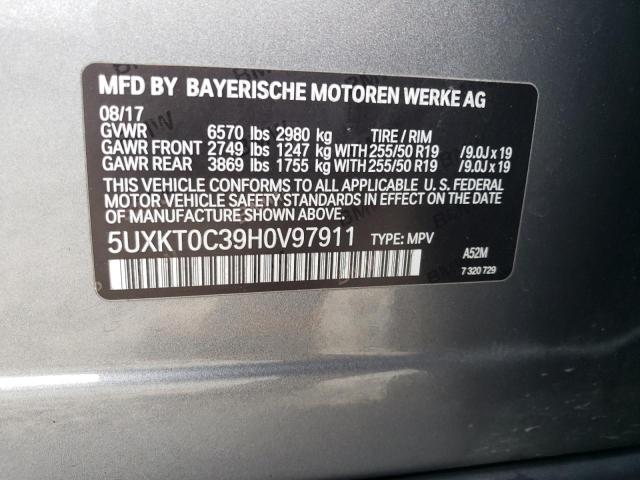 MFD BY BAYERISCHE MOTOREN WERKE AG
08/17
GVWR 6570 lbs 2980 kg TIRE / RIM
GAWR FRONT 2749 lbs 1247 kg WITH 255/50 R19 /9.0J x 19
GAWR REAR 3869 lbs 1755 kg WITH 255/50 R19 /9.0J x 19
THIS VEHICLE CONFORMS TO ALL APPLICABLE U. S. FEDERAL
MOTOR VEHICLE SAFETY STANDARDS IN EFFECT ON THE DATE
OF MANUFACTURE SHOWN ABOVE.
5UXKT0C39H0V97911 TYPE: MPV
A52M
7 320 729